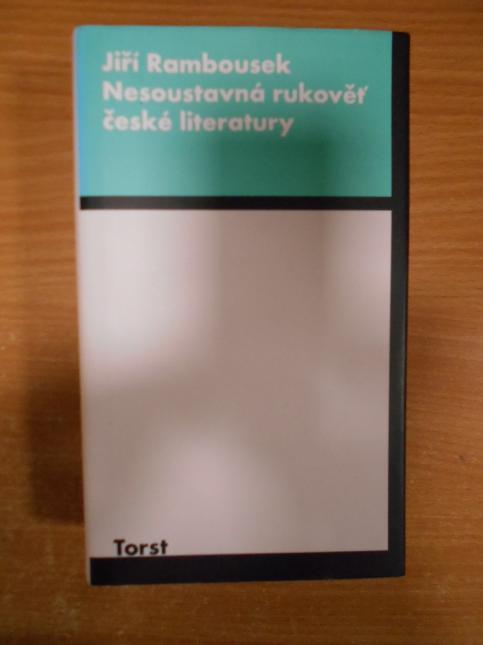 Jiří Rambousek
Nesoustavná rukověť
české literatury
Torst